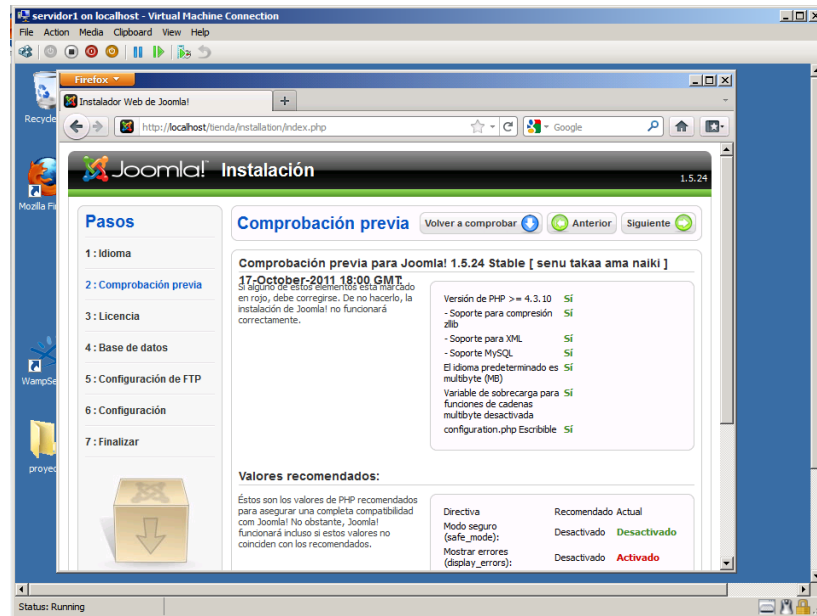 servidor1 on localhost - Virtual Machine Connection
File Action Media Clipboard View Help
Recycle
Firefox
Instalador Web de Joomla!
http://localhost/tienda/installation/index.php
Google
Joomla! Instalación
1.5.24
Mozilla Fir
WampSe
proyec
Pasos
1 : Idioma
2 : Comprobación previa
3 : Licencia
4 : Base de datos
5 : Configuración de FTP
6 : Configuración
7 : Finalizar
Comprobación previa
Volver a comprobar
Anterior
Siguiente
Comprobación previa para Joomla! 1.5.24 Stable [ senu takaa ama naiki ]
17-October-2011 18:00 GMT:
Si alguno de estos elementos está marcado
en rojo, debe corregirse. De no hacerlo, la
instalación de Joomla! no funcionará
correctamente.
Versión de PHP >= 4.3.10 Sí
- Soporte para compresión Sí
zlib
- Soporte para XML Sí
- Soporte MySQL Sí
El idioma predeterminado es Sí
multibyte (MB)
Variable de sobrecarga para Sí
funciones de cadenas
multibyte desactivada
configuration.php Escribible Sí
Valores recomendados:
Éstos son los valores de PHP recomendados
para asegurar una completa compatibilidad
con Joomla! No obstante, Joomla!
funcionará incluso si estos valores no
coinciden con los recomendados.
Directiva Recomendado Actual
Modo seguro
(safe_mode): Desactivado Desactivado
Mostrar errores
(display_errors): Desactivado Activado
Status: Running